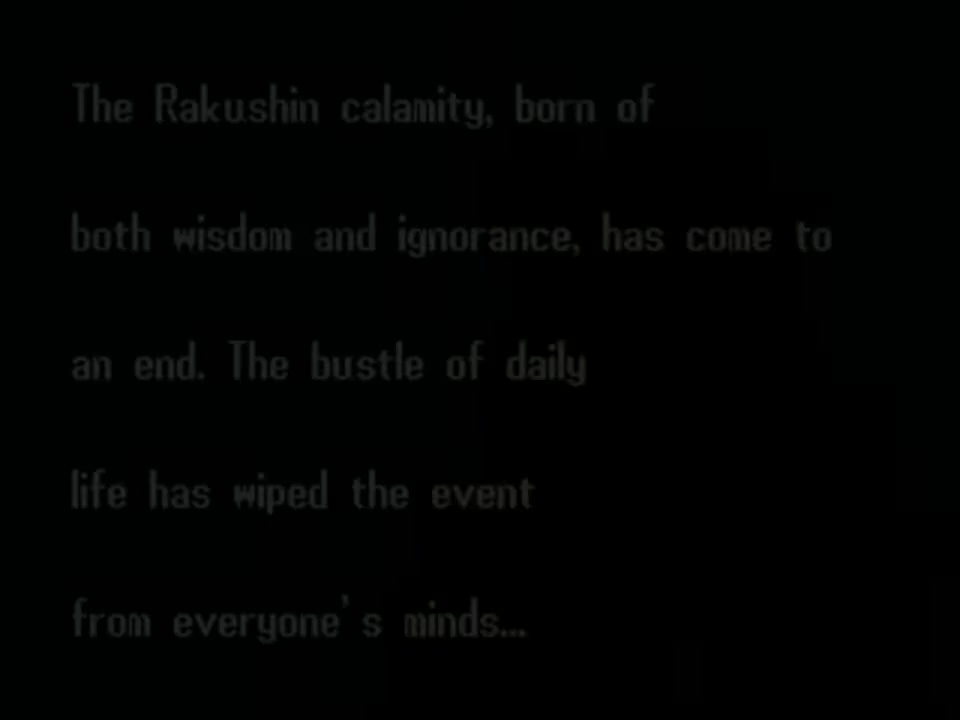 The Rakushin calamity, born of
both wisdom and ignorance, has come to
an end. The bustle of daily
life has wiped the event
from everyone's minds...